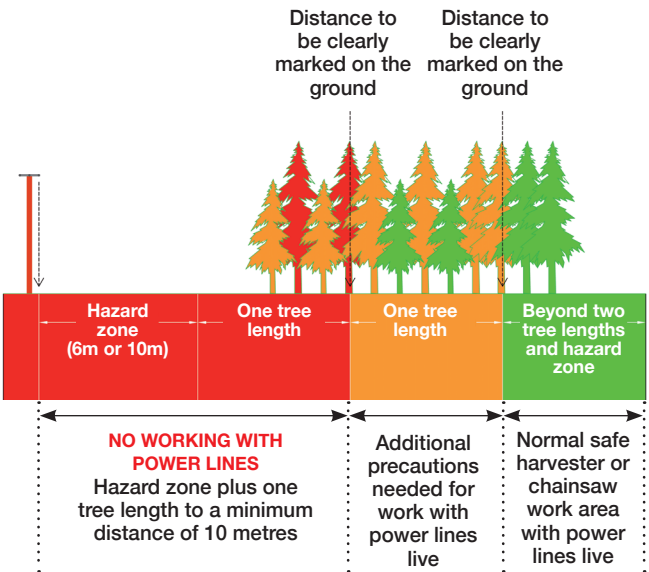 Distance to
be clearly
marked on the
ground
Distance to
be clearly
marked on the
ground
Hazard
zone
(6m or 10m)
One tree
length
One tree
length
Beyond two
tree lengths
and hazard
zone
NO WORKING WITH
POWER LINES
Hazard zone plus one
tree length to a minimum
distance of 10 metres
Additional
precautions
needed for
work with
power lines
live
Normal safe
harvester or
chainsaw
work area
with power
lines live